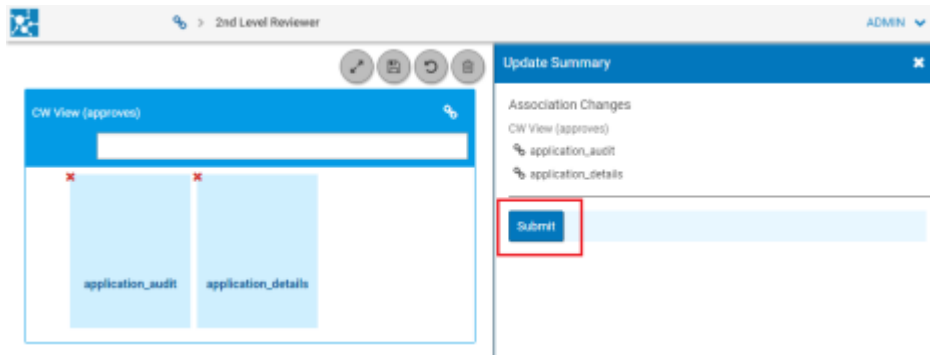 > 2nd Level Reviewer
ADMIN
CW View (approves)
application_audit
application_details
Update Summary
Association Changes
CW View (approves)
application_audit
application_details
Submit